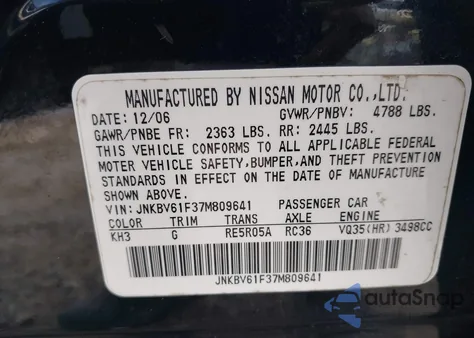 MANUFACTURED BY NISSAN MOTOR CO.,LTD.
DATE: 12/06 GVWR/PNBV: 4788 LBS.
GAWR/PNBE FR: 2363 LBS. RR: 2445 LBS.
THIS VEHICLE CONFORMS TO ALL APPLICABLE FEDERAL
MOTOR VEHICLE SAFETY, BUMPER, AND THEFT PREVENTION
STANDARDS IN EFFECT ON THE DATE OF MANUFACTURE
SHOWN ABOVE.
VIN: JNKBV61F37M809641 PASSENGER CAR
COLOR TRIM TRANS AXLE ENGINE
KH3 G RE5R05A RC36 VQ35(HR) 3498CC
JNKBV61F37M809641
autoSnap